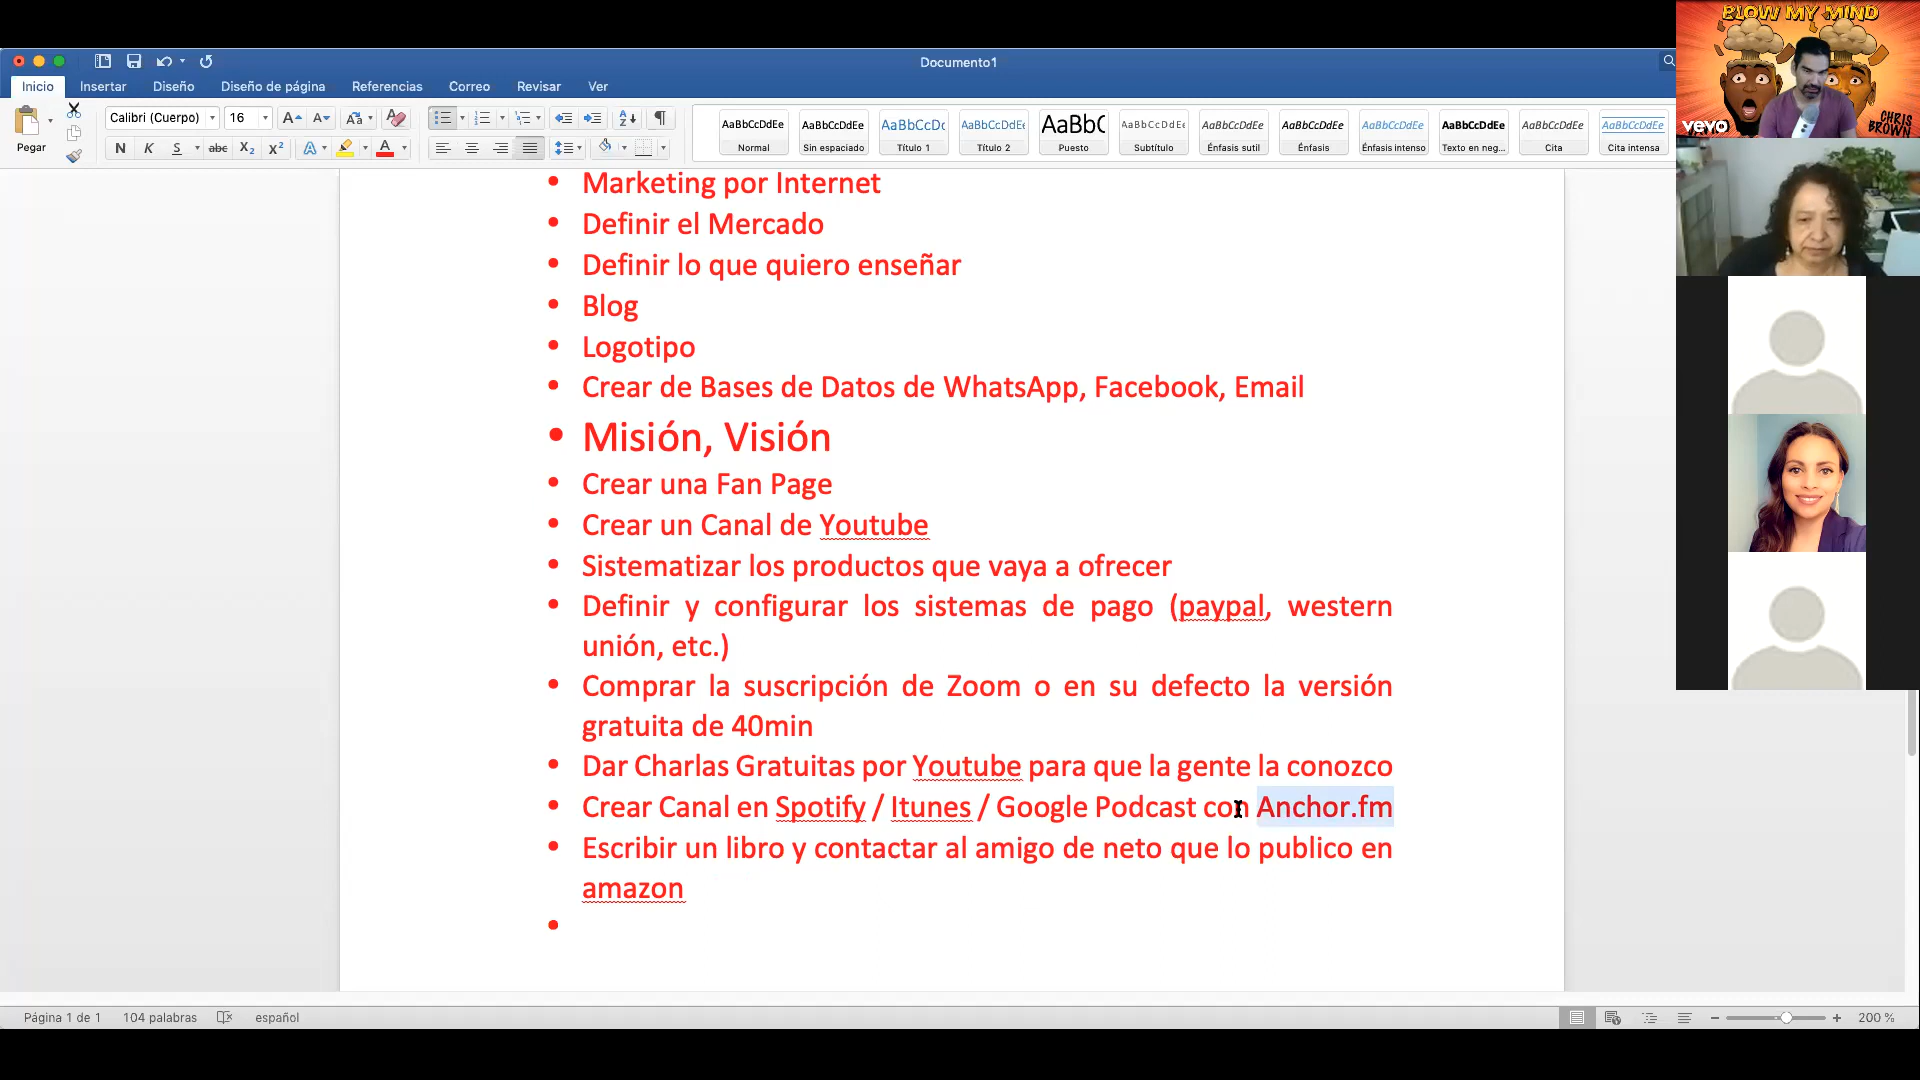 Documento1
Inicio Insertar Diseño Diseño de página Referencias Correo Revisar Ver
Pegar
Calibri (Cuerpo) 16
N K S abc X₂ X²
AaBbCcDdEe AaBbCcDdEe AaBbCcDc AaBbCcDdEe AaBbC AaBbCcDdEe AaBbCcDdEe AaBbCcDdEe AaBbCcDdEe AaBbCcDdEe AaBbCcDdEe AaBbCcDdEe
Normal Sin espaciado Título 1 Título 2 Puesto Subtítulo Énfasis sutil Énfasis Énfasis intenso Texto en neg... Cita Cita intensa
• Marketing por Internet
• Definir el Mercado
• Definir lo que quiero enseñar
• Blog
• Logotipo
• Crear de Bases de Datos de WhatsApp, Facebook, Email
• Misión, Visión
• Crear una Fan Page
• Crear un Canal de Youtube
• Sistematizar los productos que vaya a ofrecer
• Definir y configurar los sistemas de pago (paypal, western
unión, etc.)
• Comprar la suscripción de Zoom o en su defecto la versión
gratuita de 40min
• Dar Charlas Gratuitas por Youtube para que la gente la conozco
• Crear Canal en Spotify / Itunes / Google Podcast con Anchor.fm
• Escribir un libro y contactar al amigo de neto que lo publico en
amazon
•
Página 1 de 1 104 palabras español 200 %
BLOW MY MIND
vevo
CHRIS
BROWN